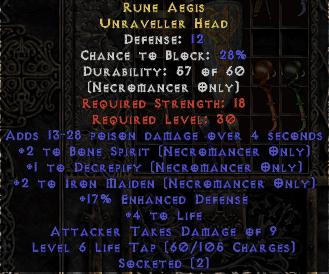 Rune Aegis
Unraveller Head
Defense: 12
Chance to Block: 28%
Durability: 57 of 60
(Necromancer Only)
Required Strength: 18
Required Level: 30
Adds 13-28 poison damage over 4 seconds
+2 to Bone Spirit (Necromancer Only)
+1 to Decrepify (Necromancer Only)
+2 to Iron Maiden (Necromancer Only)
+17% Enhanced Defense
+4 to Life
Attacker Takes Damage of 9
Level 6 Life Tap (60/108 Charges)
Socketed (2)